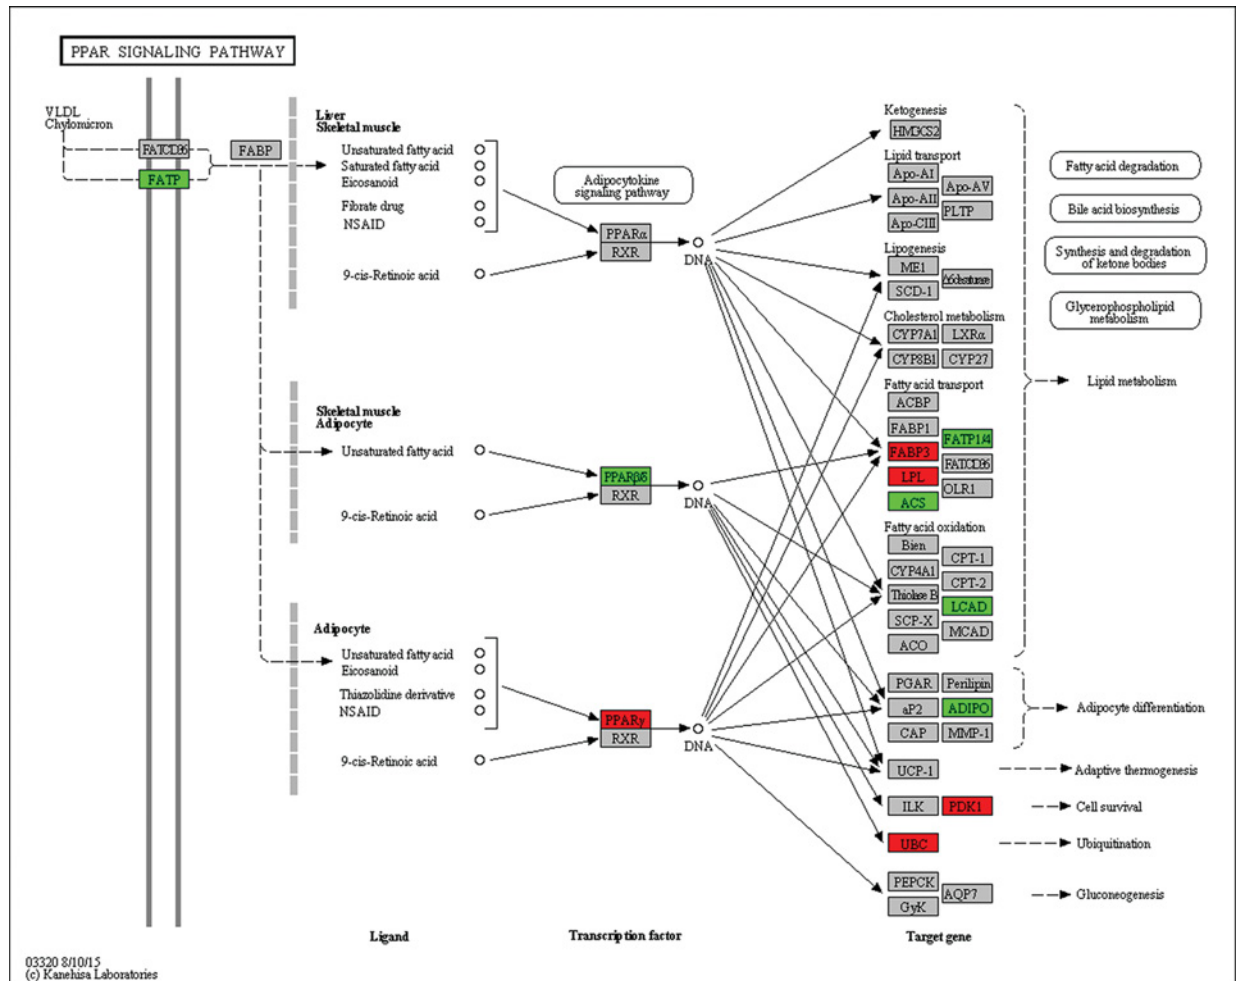 PPAR SIGNALING PATHWAY
VLDL
Chylomicron
FATCD36
FATP
FABP
Liver
Skeletal muscle
Unsaturated fatty acid
Saturated fatty acid
Eicosanoid
Fibrate drug
NSAID
9-cis-Retinoic acid
Adipocytokine
signaling pathway
PPARα
RXR
DNA
Skeletal muscle
Adipocyte
Unsaturated fatty acid
9-cis-Retinoic acid
PPARβ/δ
RXR
DNA
Adipocyte
Unsaturated fatty acid
Eicosanoid
Thiazolidine derivative
NSAID
9-cis-Retinoic acid
PPARγ
RXR
DNA
Ketogenesis
HMGCS2
Lipid transport
Apo-AI
Apo-AII
Apo-AV
Apo-CIII
PLTP
Lipogenesis
ME1
SCD-1
Δ6desaturase
Cholesterol metabolism
CYP7A1
LXRα
CYP8B1
CYP27
Fatty acid transport
ACBP
FABP1
FATP1/4
FABP3
FATCD36
LPL
OLR1
ACS
Fatty acid oxidation
Bien
CPT-1
CYP4A1
CPT-2
Thiolase B
LCAD
SCP-X
MCAD
ACO
PGAR
Perilipin
aP2
ADIPO
CAP
MMP-1
UCP-1
ILK
PDK1
UBC
PEPCK
AQP7
GyK
Fatty acid degradation
Bile acid biosynthesis
Synthesis and degradation
of ketone bodies
Glycerophospholipid
metabolism
Lipid metabolism
Adipocyte differentiation
Adaptive thermogenesis
Cell survival
Ubiquitination
Gluconeogenesis
Ligand
Transcription factor
Target gene
03320 8/10/15
(c) Kanehisa Laboratories